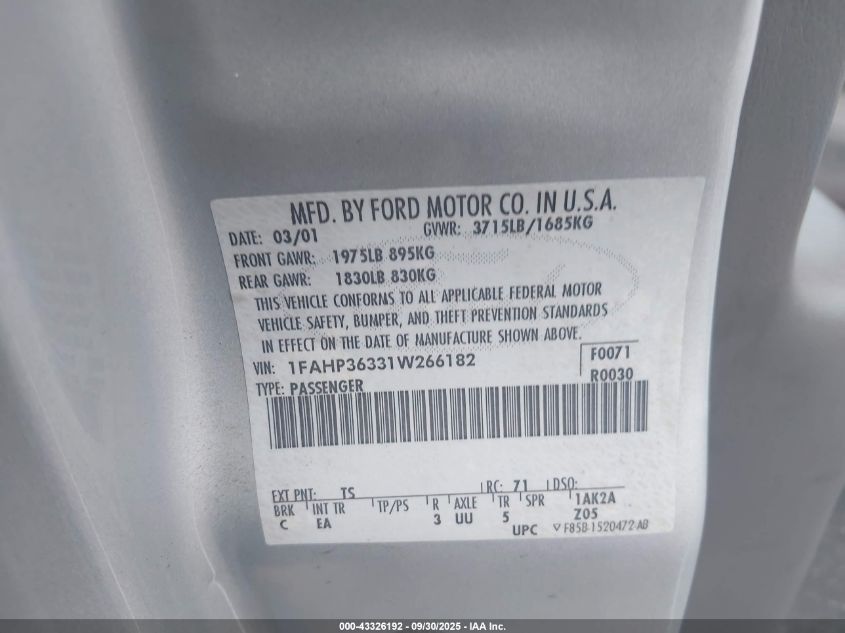 MFD. BY FORD MOTOR CO. IN U.S.A.
DATE: 03/01 GVWR: 3715LB/1685KG
FRONT GAWR: 1975LB 895KG
REAR GAWR: 1830LB 830KG
THIS VEHICLE CONFORMS TO ALL APPLICABLE FEDERAL MOTOR
VEHICLE SAFETY, BUMPER, AND THEFT PREVENTION STANDARDS
IN EFFECT ON THE DATE OF MANUFACTURE SHOWN ABOVE.
VIN: 1FAHP36331W266182 F0071
TYPE: PASSENGER R0030
EXT PNT: TS RC: 71 DSO:
BRK INT TR TP/PS R AXLE TR SPR 1AK2A
C EA 3 UU 5 Z05
UPC F85B-1520472-AB
000-43326192 - 09/30/2025 - IAA Inc.